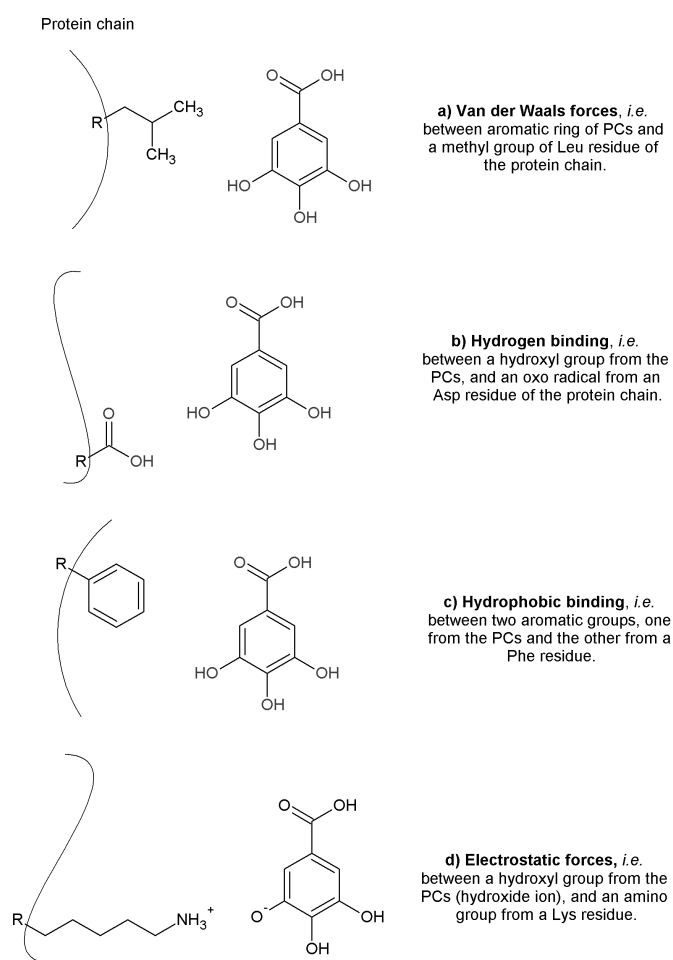 Protein chain
R
CH3
CH3
O
OH
HO
OH
OH
a) Van der Waals forces, i.e.
between aromatic ring of PCs and
a methyl group of Leu residue of
the protein chain.
R
O
OH
O
OH
HO
OH
OH
b) Hydrogen binding, i.e.
between a hydroxyl group from the
PCs, and an oxo radical from an
Asp residue of the protein chain.
R
O
OH
HO
OH
OH
c) Hydrophobic binding, i.e.
between two aromatic groups, one
from the PCs and the other from a
Phe residue.
R
NH3+
O
OH
O-
OH
OH
d) Electrostatic forces, i.e.
between a hydroxyl group from the
PCs (hydroxide ion), and an amino
group from a Lys residue.